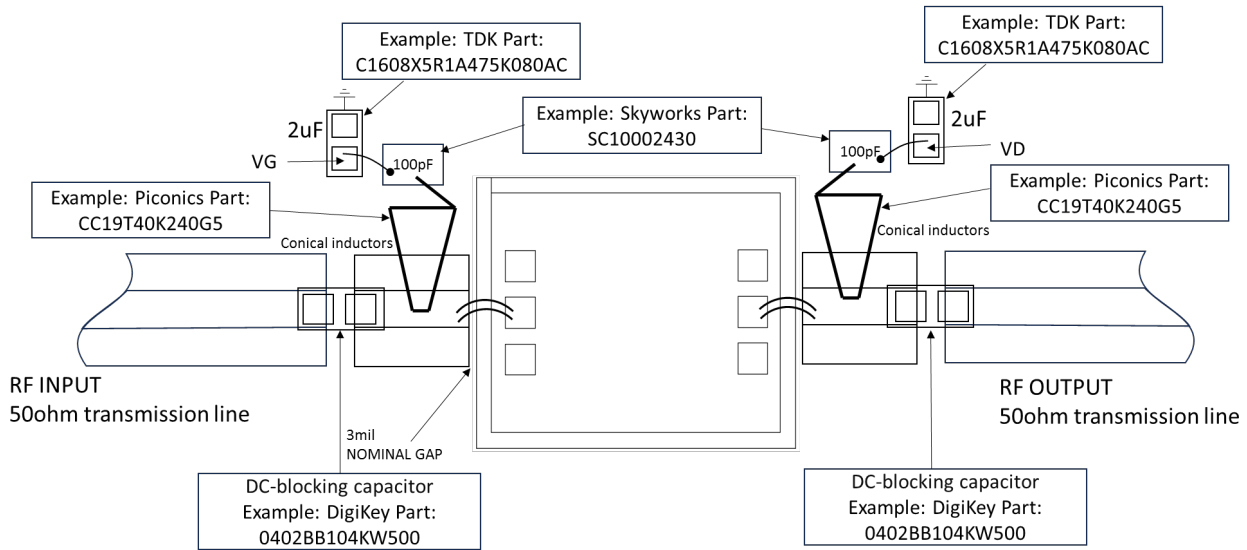 Example: TDK Part:
C1608X5R1A475K080AC
Example: TDK Part:
C1608X5R1A475K080AC
Example: Skyworks Part:
SC10002430
2uF
2uF
VG
100pF
100pF
VD
Example: Piconics Part:
CC19T40K240G5
Example: Piconics Part:
CC19T40K240G5
Conical inductors
Conical inductors
RF INPUT
50ohm transmission line
RF OUTPUT
50ohm transmission line
3mil
NOMINAL GAP
DC-blocking capacitor
Example: DigiKey Part:
0402BB104KW500
DC-blocking capacitor
Example: DigiKey Part:
0402BB104KW500